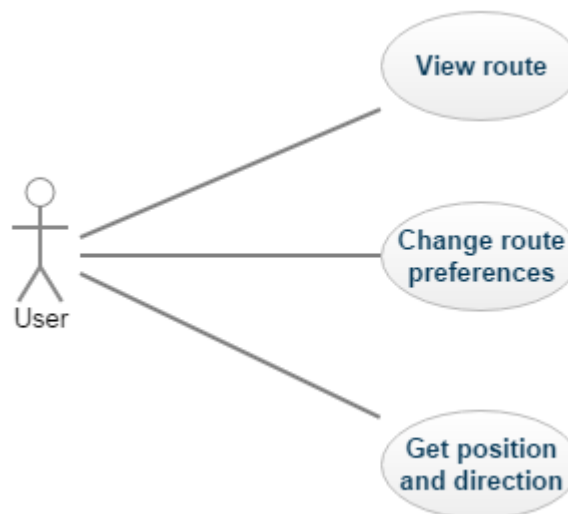 View route
Change route
preferences
User
Get position
and direction